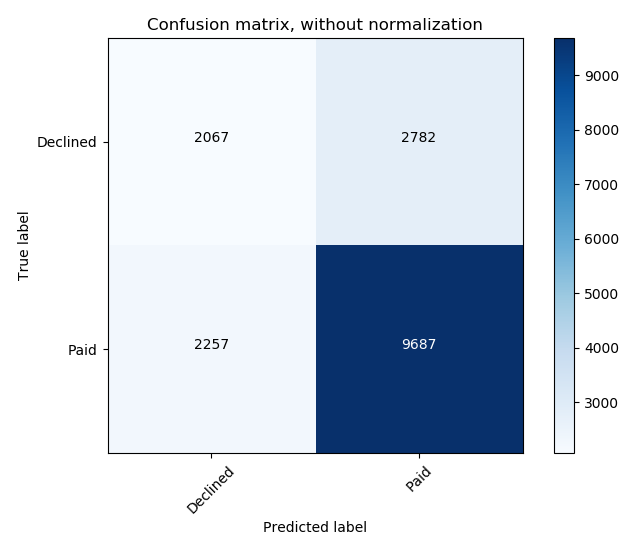 Confusion matrix, without normalization
True label
Declined
2067
2782
Paid
2257
9687
Declined
Paid
Predicted label
9000
8000
7000
6000
5000
4000
3000